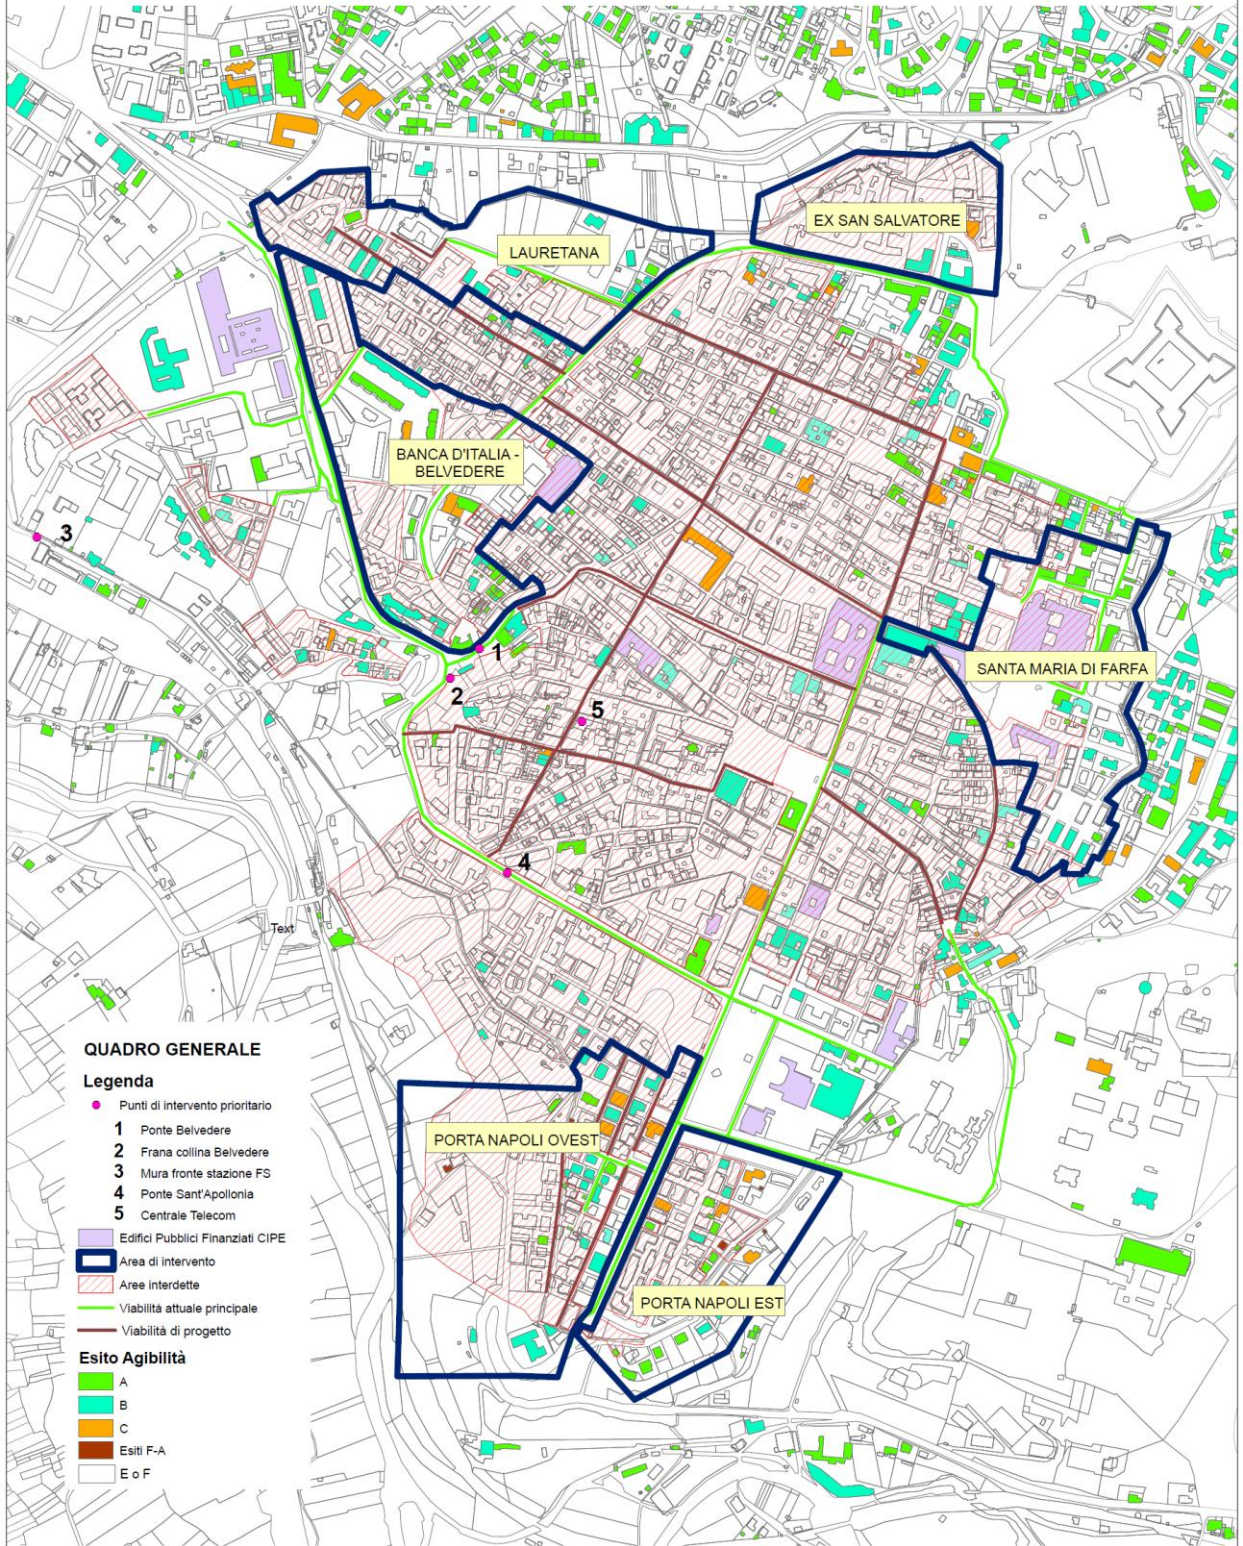 EX SAN SALVATORE
LAURETANA
BANCA D'ITALIA -
BELVEDERE
3
1
SANTA MARIA DI FARFA
2
5
4
Text
QUADRO GENERALE
Legenda
Punti di intervento prioritario
1 Ponte Belvedere
2 Frana collina Belvedere
3 Mura fronte stazione FS
4 Ponte Sant'Apollonia
5 Centrale Telecom
Edifici Pubblici Finanziati CIPE
Area di intervento
Aree interdette
Viabilità attuale principale
Viabilità di progetto
Esito Agibilità
A
B
C
Esiti F-A
E o F
PORTA NAPOLI OVEST
PORTA NAPOLI EST